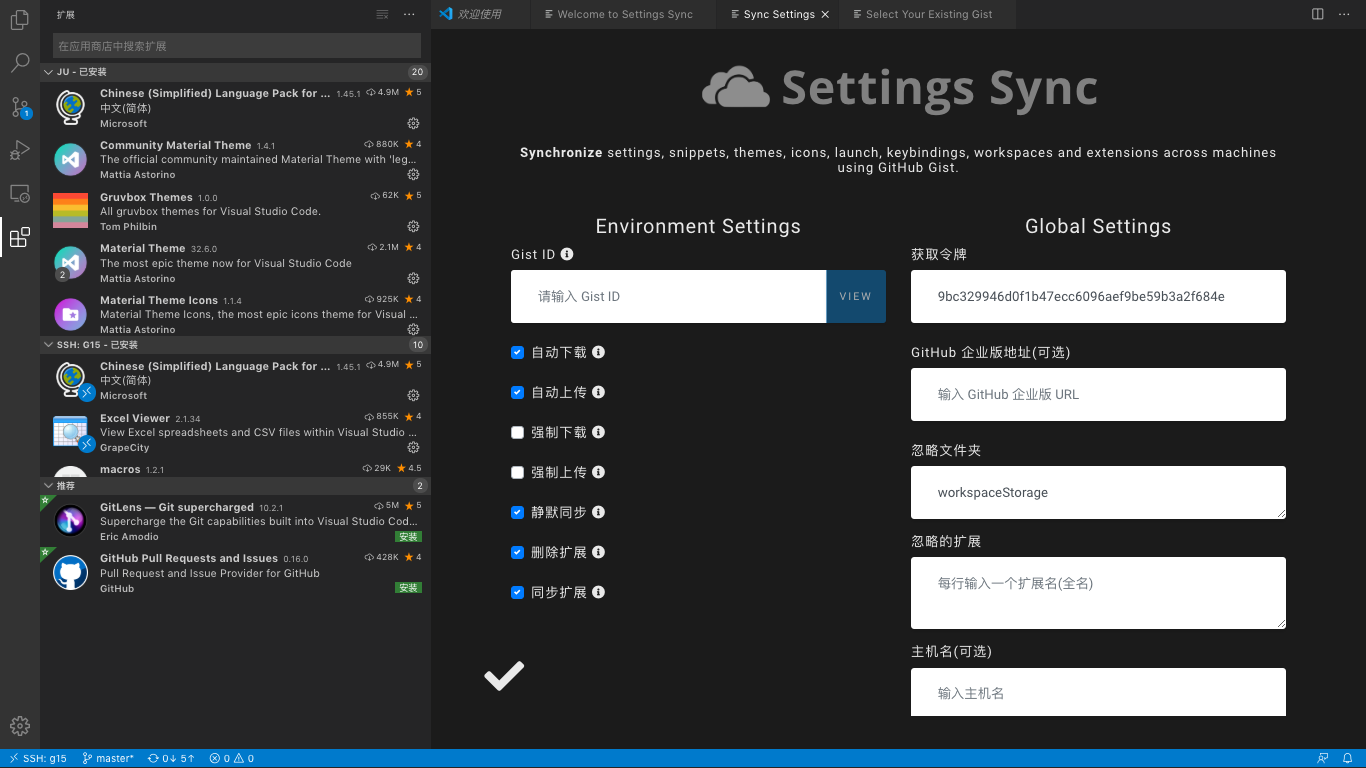 扩展
在应用商店中搜索扩展
JU - 已安装 20
Chinese (Simplified) Language Pack for ... 1.45.1 4.9M ★ 5
中文(简体)
Microsoft
Community Material Theme 1.4.1 880K ★ 4
The official community maintained Material Theme with 'leg...
Mattia Astorino
Gruvbox Themes 1.0.0 62K ★ 5
All gruvbox themes for Visual Studio Code.
Tom Philbin
Material Theme 32.6.0 2.1M ★ 4
The most epic theme now for Visual Studio Code
2
Mattia Astorino
Material Theme Icons 1.1.4 925K ★ 4
Material Theme Icons, the most epic icons theme for Visual ...
Mattia Astorino
SSH: G15 - 已安装 10
Chinese (Simplified) Language Pack for ... 1.45.1 4.9M ★ 5
中文(简体)
Microsoft
Excel Viewer 2.1.34 855K ★ 4
View Excel spreadsheets and CSV files within Visual Studio ...
GrapeCity
macros 1.2.1 29K ★ 4.5
推荐 2
GitLens — Git supercharged 10.2.1 5M ★ 5
Supercharge the Git capabilities built into Visual Studio Cod...
Eric Amodio 安装
GitHub Pull Requests and Issues 0.16.0 428K ★ 4
Pull Request and Issue Provider for GitHub
GitHub 安装
1
欢迎使用 Welcome to Settings Sync Sync Settings Select Your Existing Gist
Settings Sync
Synchronize settings, snippets, themes, icons, launch, keybindings, workspaces and extensions across machines
using GitHub Gist.
Environment Settings
Gist ID
请输入 Gist ID VIEW
自动下载
自动上传
强制下载
强制上传
静默同步
删除扩展
同步扩展
Global Settings
获取令牌
9bc329946d0f1b47ecc6096aef9be59b3a2f684e
GitHub 企业版地址(可选)
输入 GitHub 企业版 URL
忽略文件夹
workspaceStorage
忽略的扩展
每行输入一个扩展名(全名)
主机名(可选)
输入主机名
SSH: g15 master* 0↓ 5↑ 0 0